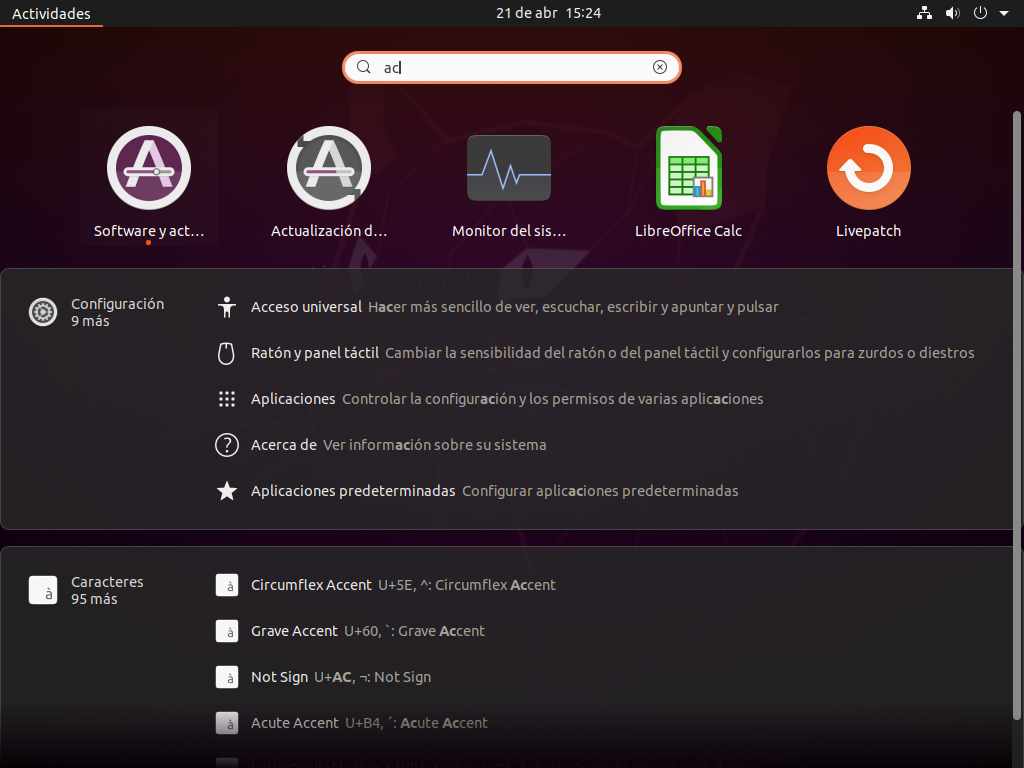 Actividades
21 de abr 15:24
ac
Software y act…
Actualización d…
Monitor del sis…
LibreOffice Calc
Livepatch
Configuración
9 más
Acceso universal Hacer más sencillo de ver, escuchar, escribir y apuntar y pulsar
Ratón y panel táctil Cambiar la sensibilidad del ratón o del panel táctil y configurarlos para zurdos o diestros
Aplicaciones Controlar la configuración y los permisos de varias aplicaciones
Acerca de Ver información sobre su sistema
Aplicaciones predeterminadas Configurar aplicaciones predeterminadas
Caracteres
95 más
Circumflex Accent U+5E, ^: Circumflex Accent
Grave Accent U+60, `: Grave Accent
Not Sign U+AC, ¬: Not Sign
Acute Accent U+B4, ´: Acute Accent